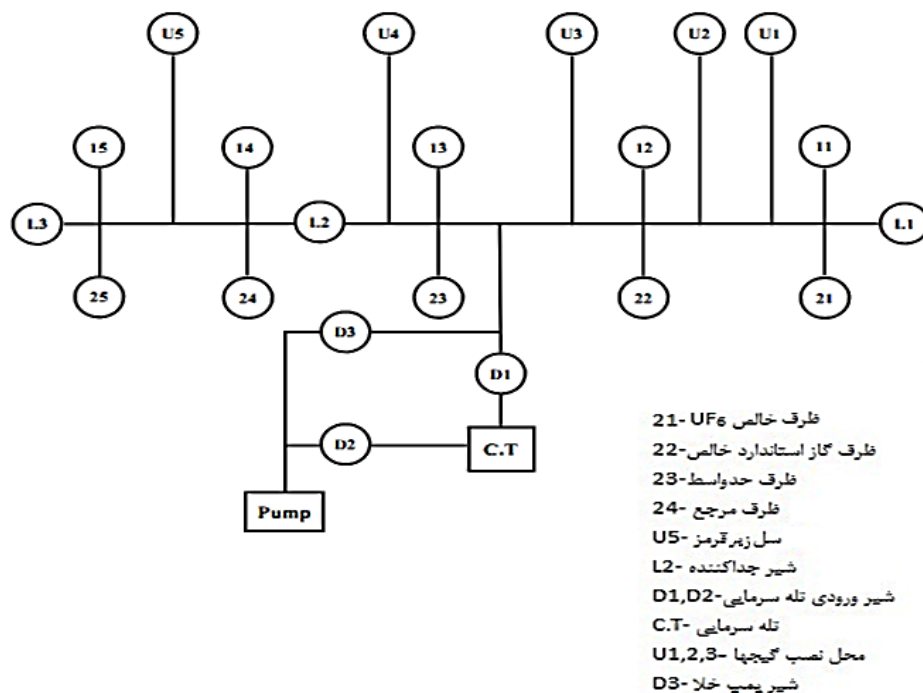 U5 U4 U3 U2 U1
15 14 13 12 11
L3 L2 L1
25 24 23 22 21
D3
D1
D2
C.T
Pump
21- UF6 ظرف خالص
22-ظرف گاز استاندارد خالص
23-ظرف حدواسط
24- ظرف مرجع
U5- سل زیرقرمز
L2- شیر جداکننده
D1,D2-شیر ورودی تله سرمایی
C.T- تله سرمایی
U1,2,3- محل نصب گیجها
D3- شیر پمپ خلا